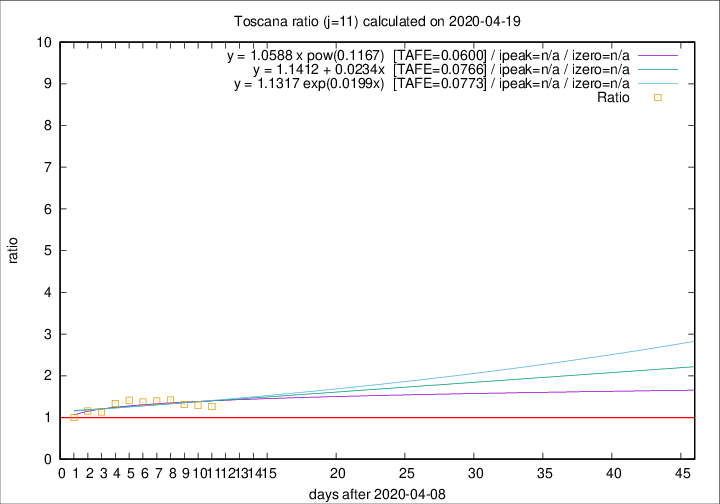 Toscana ratio (j=11) calculated on 2020-04-19
y = 1.0588 x pow(0.1167) [TAFE=0.0600] / ipeak=n/a / izero=n/a
y = 1.1412 + 0.0234x [TAFE=0.0766] / ipeak=n/a / izero=n/a
y = 1.1317 exp(0.0199x) [TAFE=0.0773] / ipeak=n/a / izero=n/a
Ratio
10
9
8
7
6
5
4
3
2
1
0
ratio
0 1 2 3 4 5 6 7 8 9 10 11 12 13 14 15 20 25 30 35 40 45
days after 2020-04-08